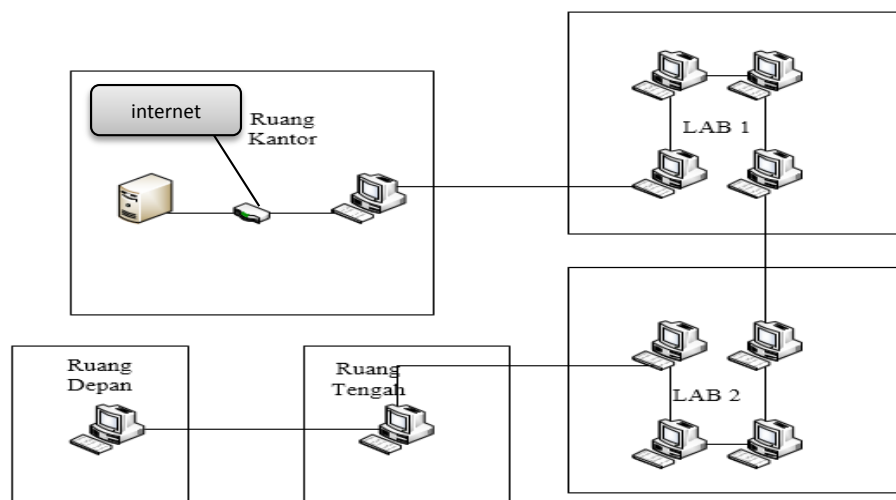 internet
Ruang
Kantor
LAB 1
Ruang
Depan
Ruang
Tengah
LAB 2